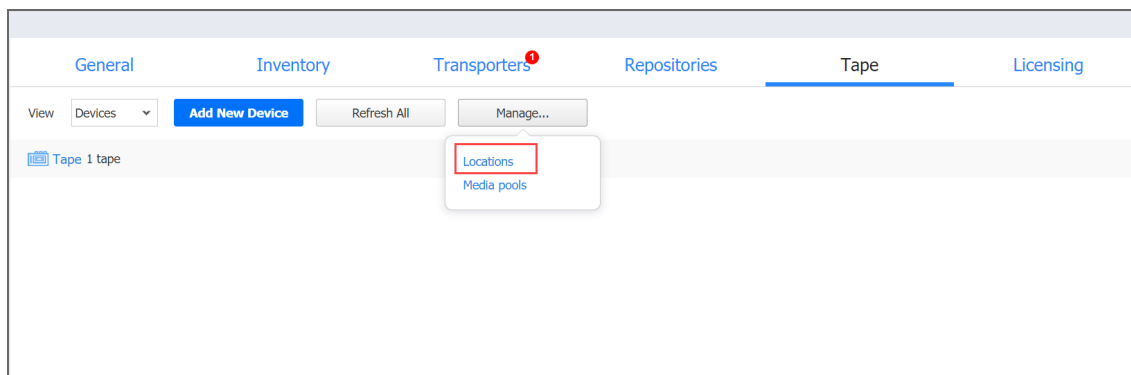 General Inventory Transporters 1 Repositories Tape Licensing
View Devices Add New Device Refresh All Manage...
Tape 1 tape
Locations
Media pools